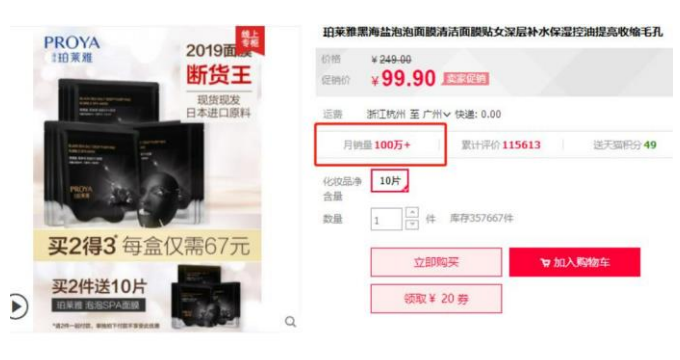 PROYA
珀莱雅
线上
专柜
2019面膜
断货王
现货现发
日本进口原料
PROYA
买2得3 每盒仅需67元
买2件送10片
珀莱雅 泡泡SPA面膜
珀莱雅黑海盐泡泡面膜清洁面膜贴女深层补水保湿控油提亮收缩毛孔
价格 ¥249.00
促销价 ¥99.90 卖家促销
运费 浙江杭州 至 广州 快递: 0.00
月销量 100万+ 累计评价 115613 送天猫积分 49
化妆品净 10片
含量
数量 1 件 库存357667件
立即购买 加入购物车
领取 ¥ 20 券